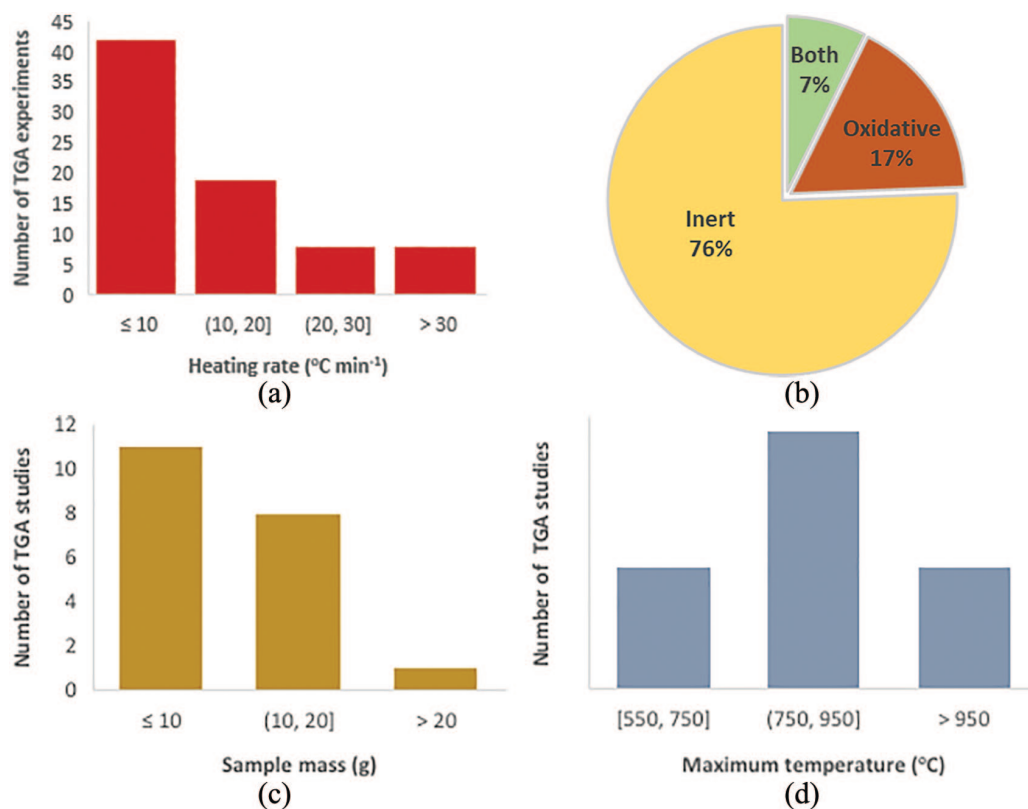 Number of TGA experiments
45
40
35
30
25
20
15
10
5
0
≤ 10 (10, 20] (20, 30] > 30
Heating rate (°C min-1)
(a)
Both
7%
Oxidative
17%
Inert
76%
(b)
Number of TGA studies
12
10
8
6
4
2
0
≤ 10 (10, 20] > 20
Sample mass (g)
(c)
Number of TGA studies
[550, 750] (750, 950] > 950
Maximum temperature (°C)
(d)